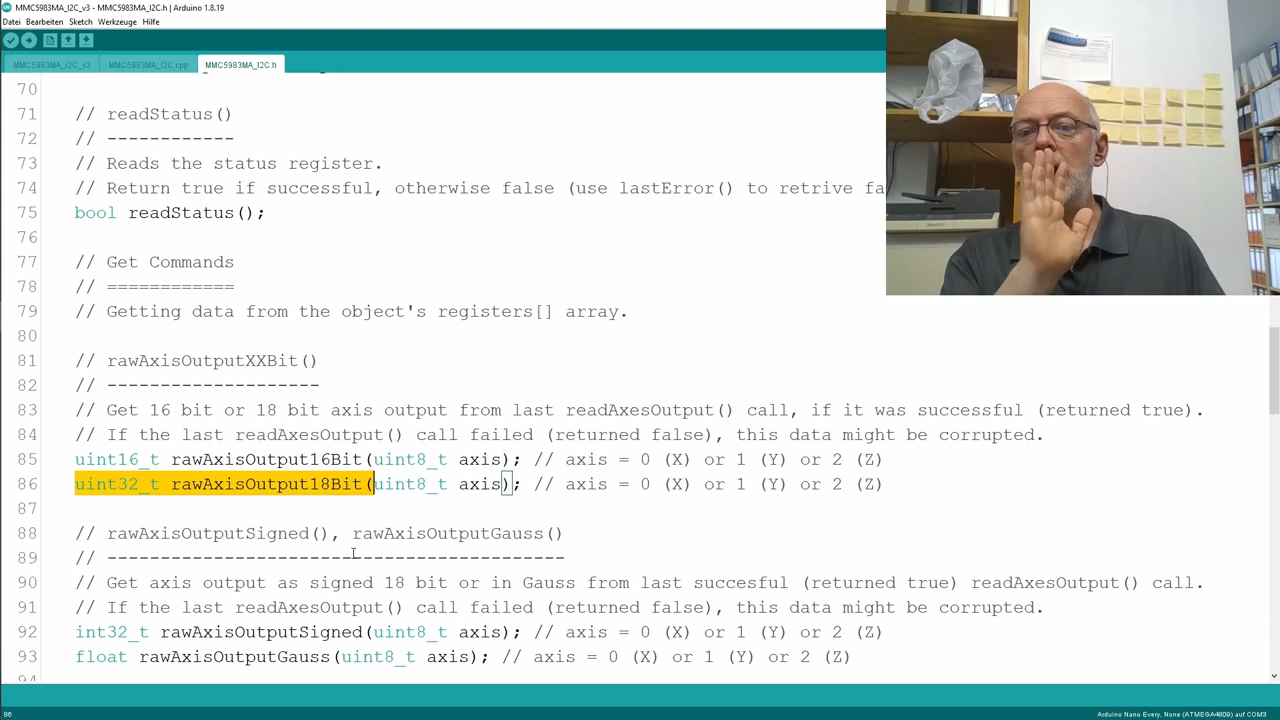 MMC5983MA_I2C_v3 - MMC5983MA_I2C.h | Arduino 1.8.19
Datei Bearbeiten Sketch Werkzeuge Hilfe
MMC5983MA_I2C_v3 MMC5983MA_I2C.cpp MMC5983MA_I2C.h
70
71 // readStatus()
72 // ------------
73 // Reads the status register.
74 // Return true if successful, otherwise false (use lastError() to retrive fa
75 bool readStatus();
76
77 // Get Commands
78 // ============
79 // Getting data from the object's registers[] array.
80
81 // rawAxisOutputXXBit()
82 // --------------------
83 // Get 16 bit or 18 bit axis output from last readAxesOutput() call, if it was successful (returned true).
84 // If the last readAxesOutput() call failed (returned false), this data might be corrupted.
85 uint16_t rawAxisOutput16Bit(uint8_t axis); // axis = 0 (X) or 1 (Y) or 2 (Z)
86 uint32_t rawAxisOutput18Bit(uint8_t axis); // axis = 0 (X) or 1 (Y) or 2 (Z)
87
88 // rawAxisOutputSigned(), rawAxisOutputGauss()
89 // -------------------------------------------
90 // Get axis output as signed 18 bit or in Gauss from last succesful (returned true) readAxesOutput() call.
91 // If the last readAxesOutput() call failed (returned false), this data might be corrupted.
92 int32_t rawAxisOutputSigned(uint8_t axis); // axis = 0 (X) or 1 (Y) or 2 (Z)
93 float rawAxisOutputGauss(uint8_t axis); // axis = 0 (X) or 1 (Y) or 2 (Z)
86 Arduino Nano Every, None (ATMEGA4809) auf COM3